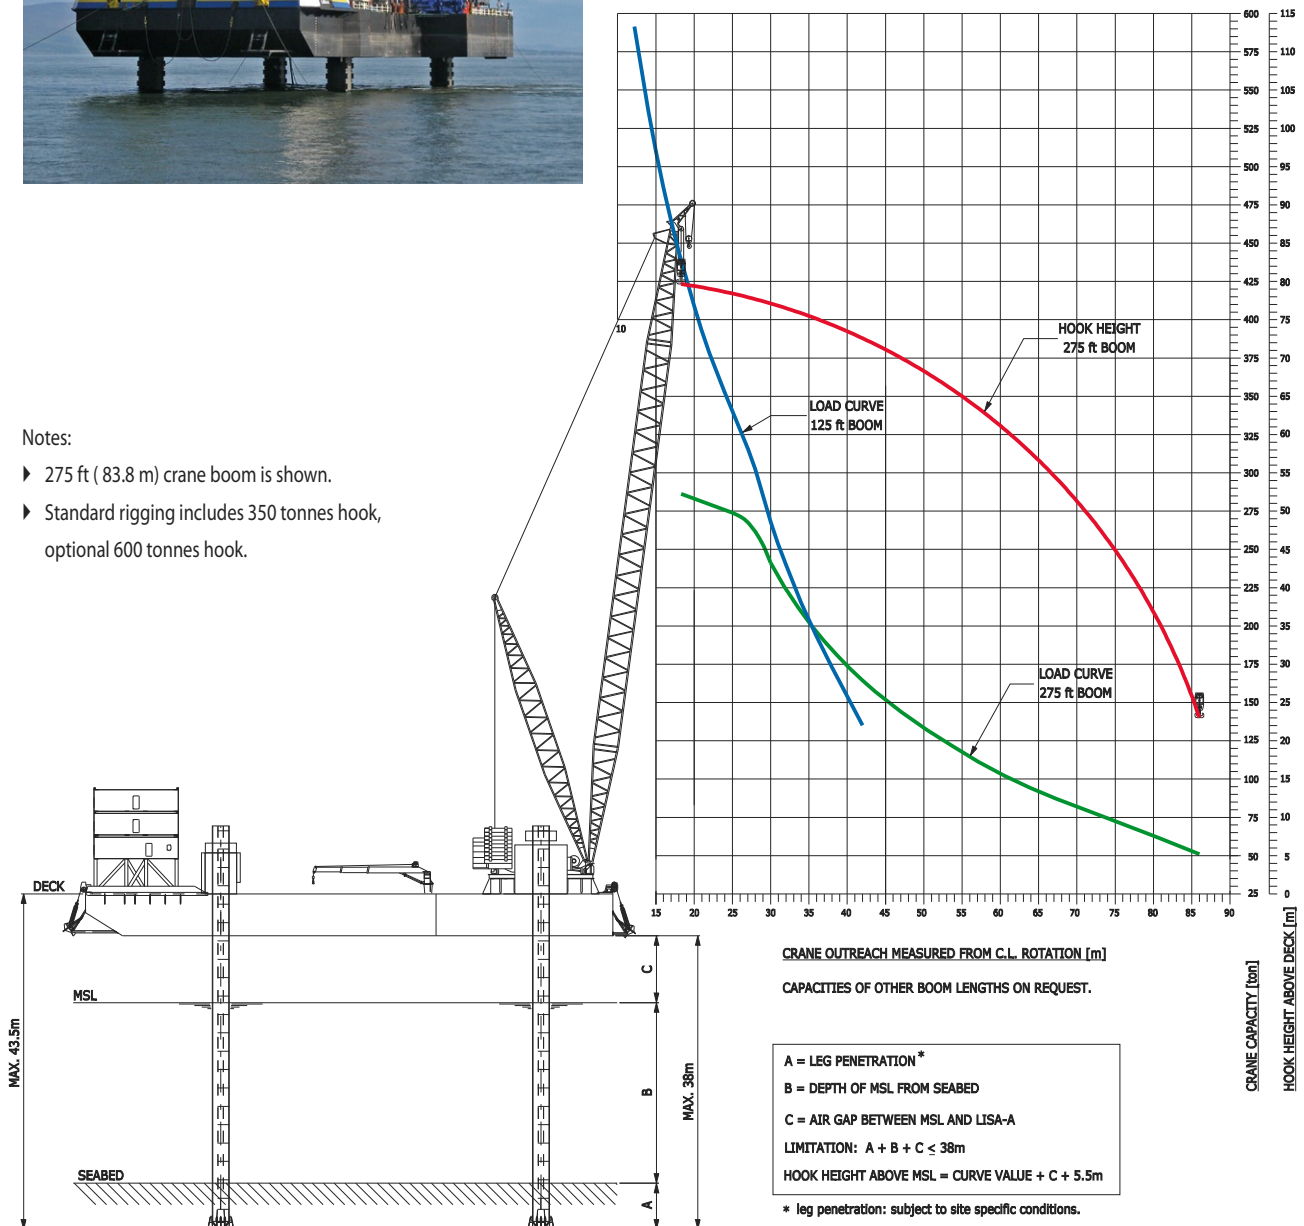 Notes:
275 ft ( 83.8 m) crane boom is shown.
Standard rigging includes 350 tonnes hook,
optional 600 tonnes hook.
600 115
575 110
550 105
525 100
500 95
475 90
450 85
425 80
400 75
375 70
350 65
325 60
300 55
275 50
250 45
225 40
200 35
175 30
150 25
125 20
100 15
75 10
50 5
25 0
10
HOOK HEIGHT
275 ft BOOM
LOAD CURVE
125 ft BOOM
LOAD CURVE
275 ft BOOM
15 20 25 30 35 40 45 50 55 60 65 70 75 80 85 90
CRANE OUTREACH MEASURED FROM C.L. ROTATION [m]
CAPACITIES OF OTHER BOOM LENGTHS ON REQUEST.
CRANE CAPACITY [ton]
HOOK HEIGHT ABOVE DECK [m]
DECK
MSL
SEABED
MAX. 43.5m
C
B
A
MAX. 38m
A = LEG PENETRATION*
B = DEPTH OF MSL FROM SEABED
C = AIR GAP BETWEEN MSL AND LISA-A
LIMITATION: A + B + C ≤ 38m
HOOK HEIGHT ABOVE MSL = CURVE VALUE + C + 5.5m
* leg penetration: subject to site specific conditions.